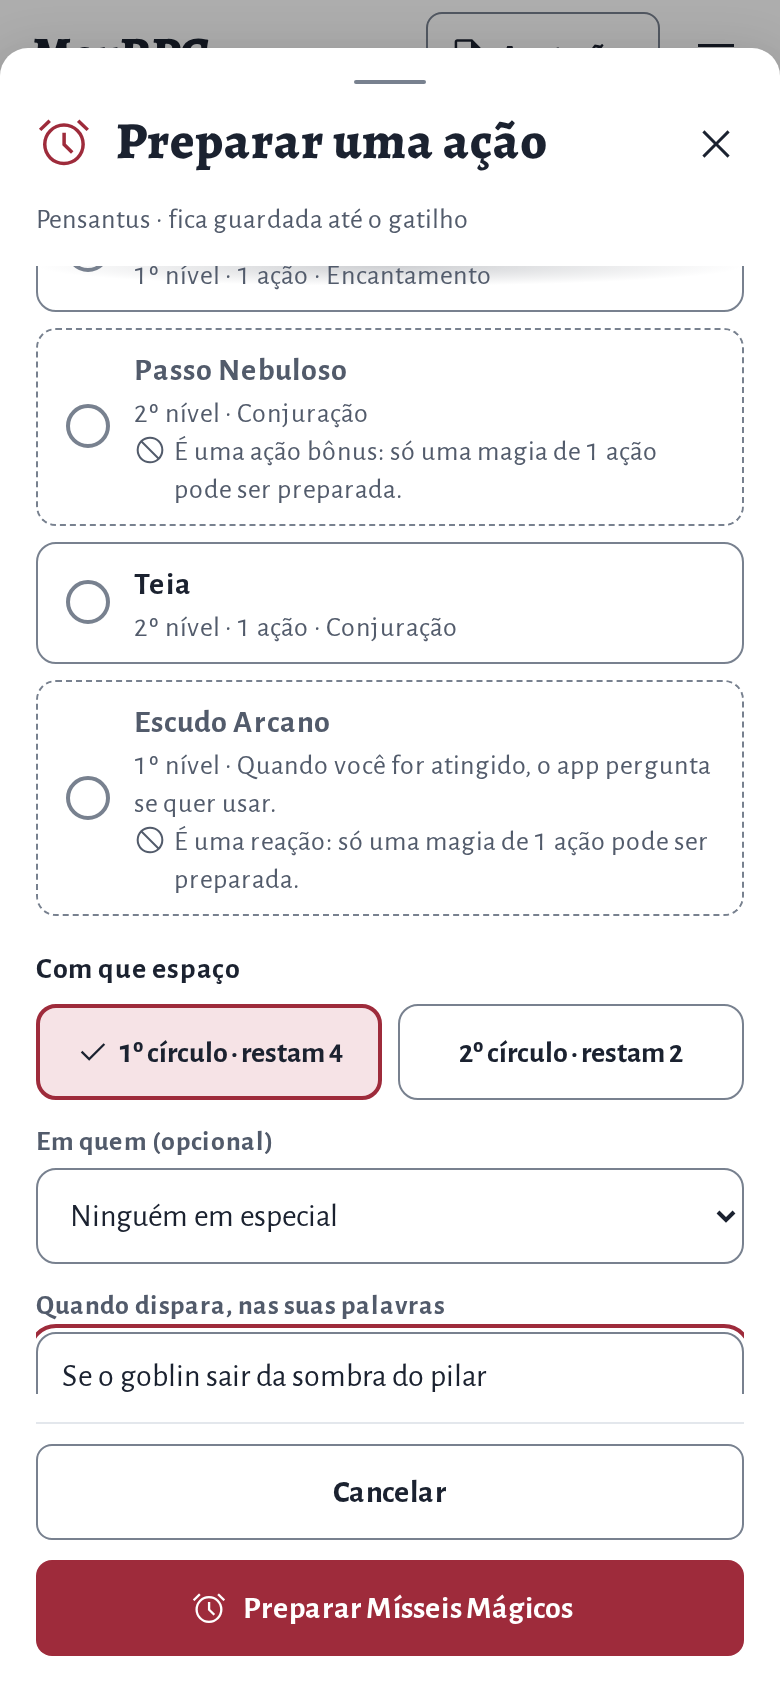 Preparar uma ação
Pensantus · fica guardada até o gatilho
1º nível · 1 ação · Encantamento
Passo Nebuloso
2º nível · Conjuração
É uma ação bônus: só uma magia de 1 ação
pode ser preparada.
Teia
2º nível · 1 ação · Conjuração
Escudo Arcano
1º nível · Quando você for atingido, o app pergunta
se quer usar.
É uma reação: só uma magia de 1 ação pode ser
preparada.
Com que espaço
1º círculo · restam 4
2º círculo · restam 2
Em quem (opcional)
Ninguém em especial
Quando dispara, nas suas palavras
Se o goblin sair da sombra do pilar
Cancelar
Preparar Mísseis Mágicos